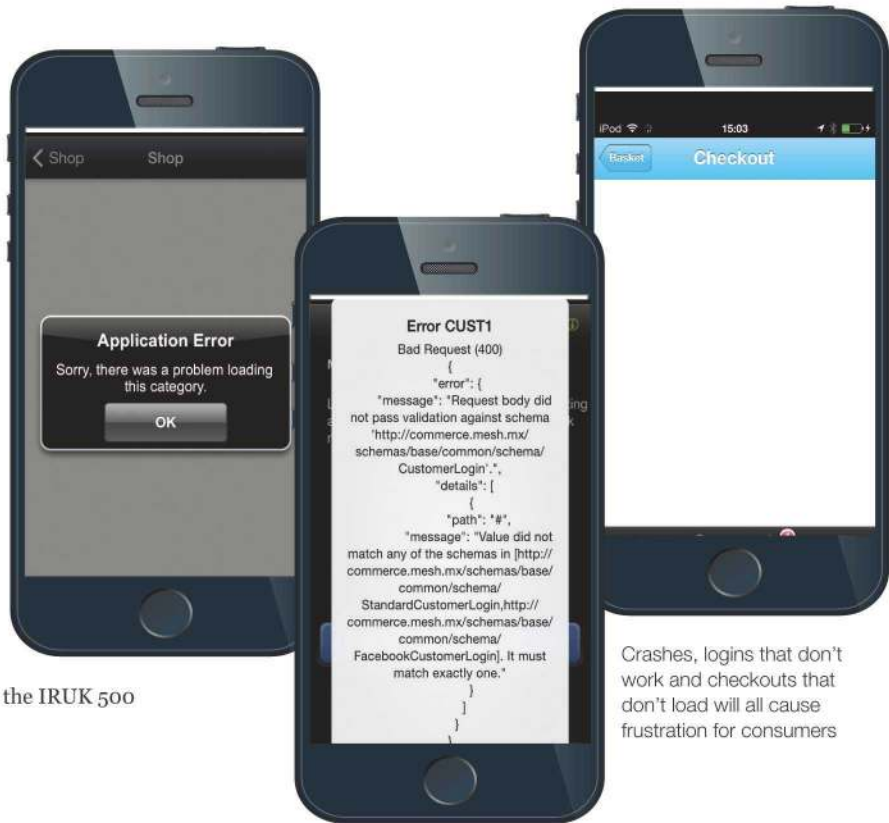 Shop Shop
Application Error
Sorry, there was a problem loading
this category.
OK
Error CUST1
Bad Request (400)
{
"error": {
"message": "Request body did
not pass validation against schema
'http://commerce.mesh.mx/
schemas/base/common/schema/
CustomerLogin'.",
"details": [
{
"path": "#",
"message": "Value did not
match any of the schemas in [http://
commerce.mesh.mx/schemas/base/
common/schema/
StandardCustomerLogin,http://
commerce.mesh.mx/schemas/base/
common/schema/
FacebookCustomerLogin]. It must
match exactly one."
}
]
}
}
iPod 15:03
Basket Checkout
the IRUK 500
Crashes, logins that don't
work and checkouts that
don't load will all cause
frustration for consumers